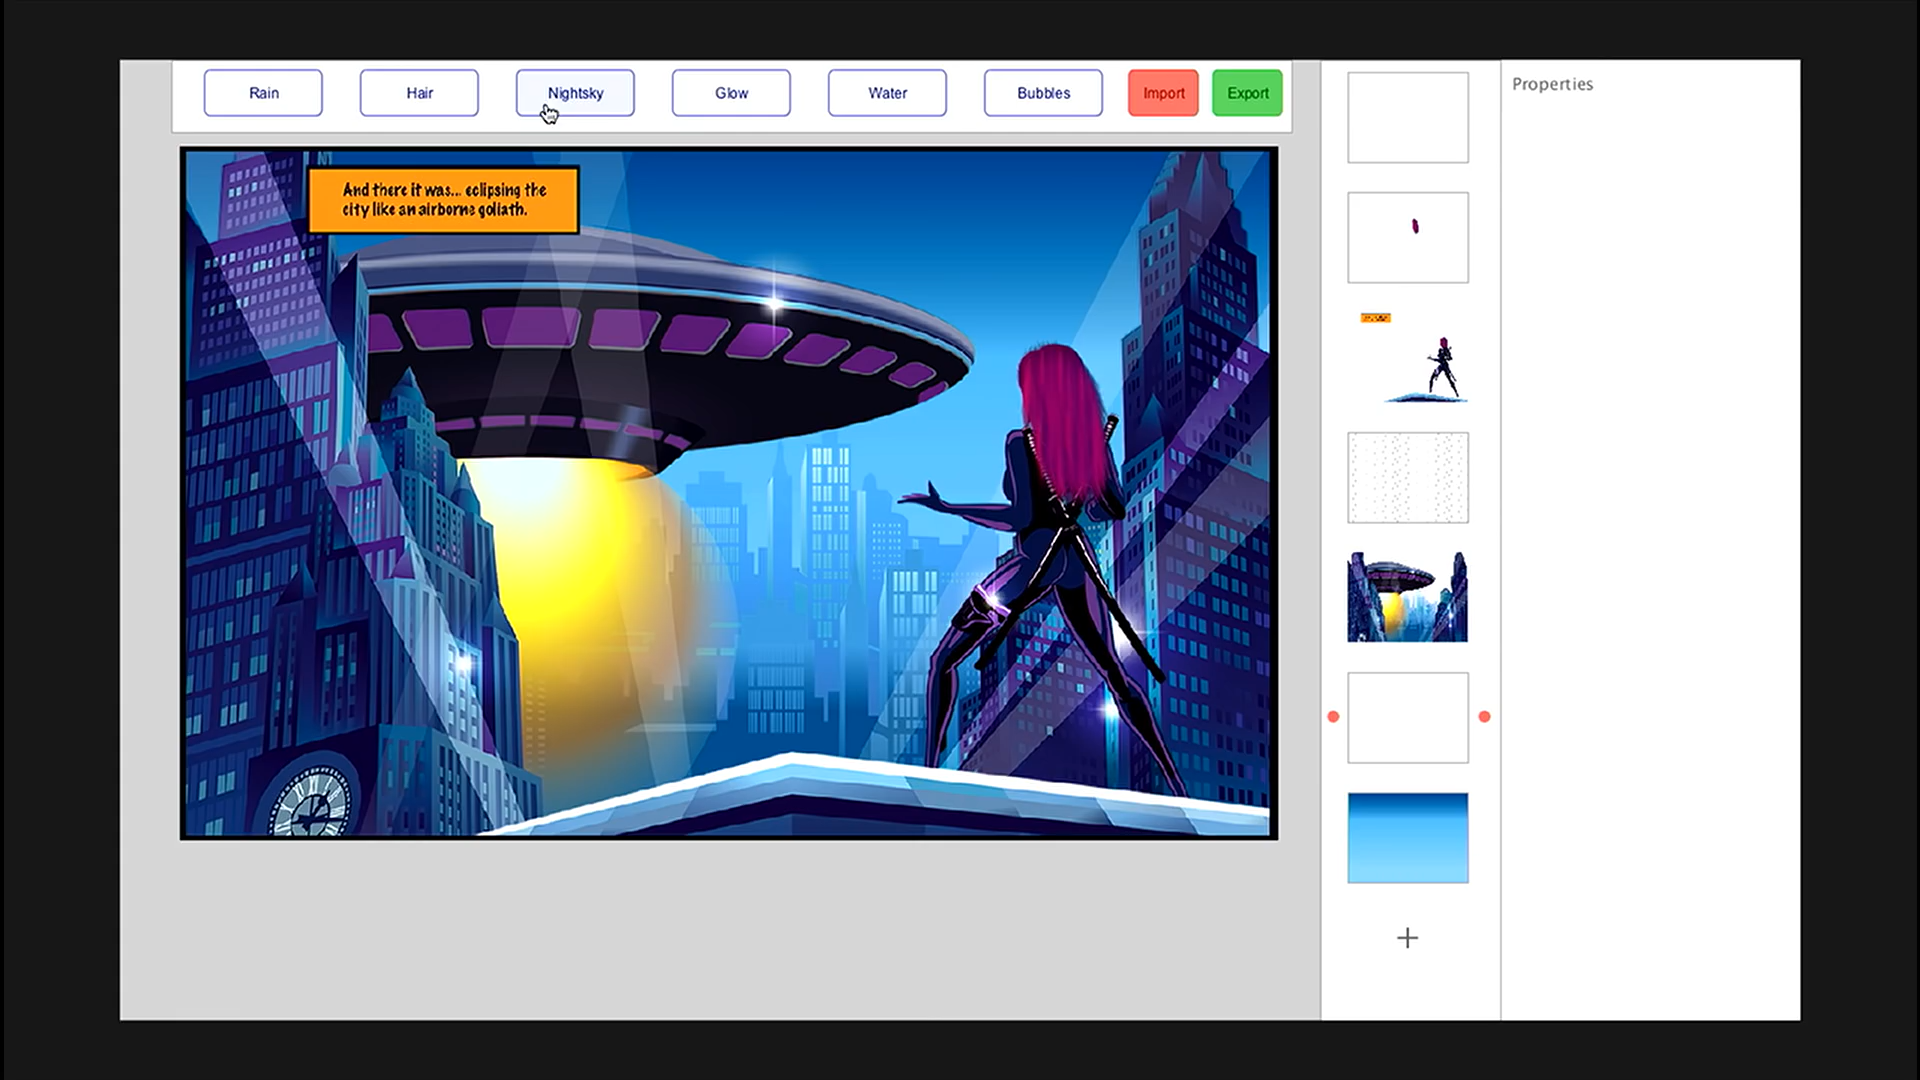 Rain
Hair
Nightsky
Glow
Water
Bubbles
Import
Export
Properties
And there it was... eclipsing the
city like an airborne goliath.